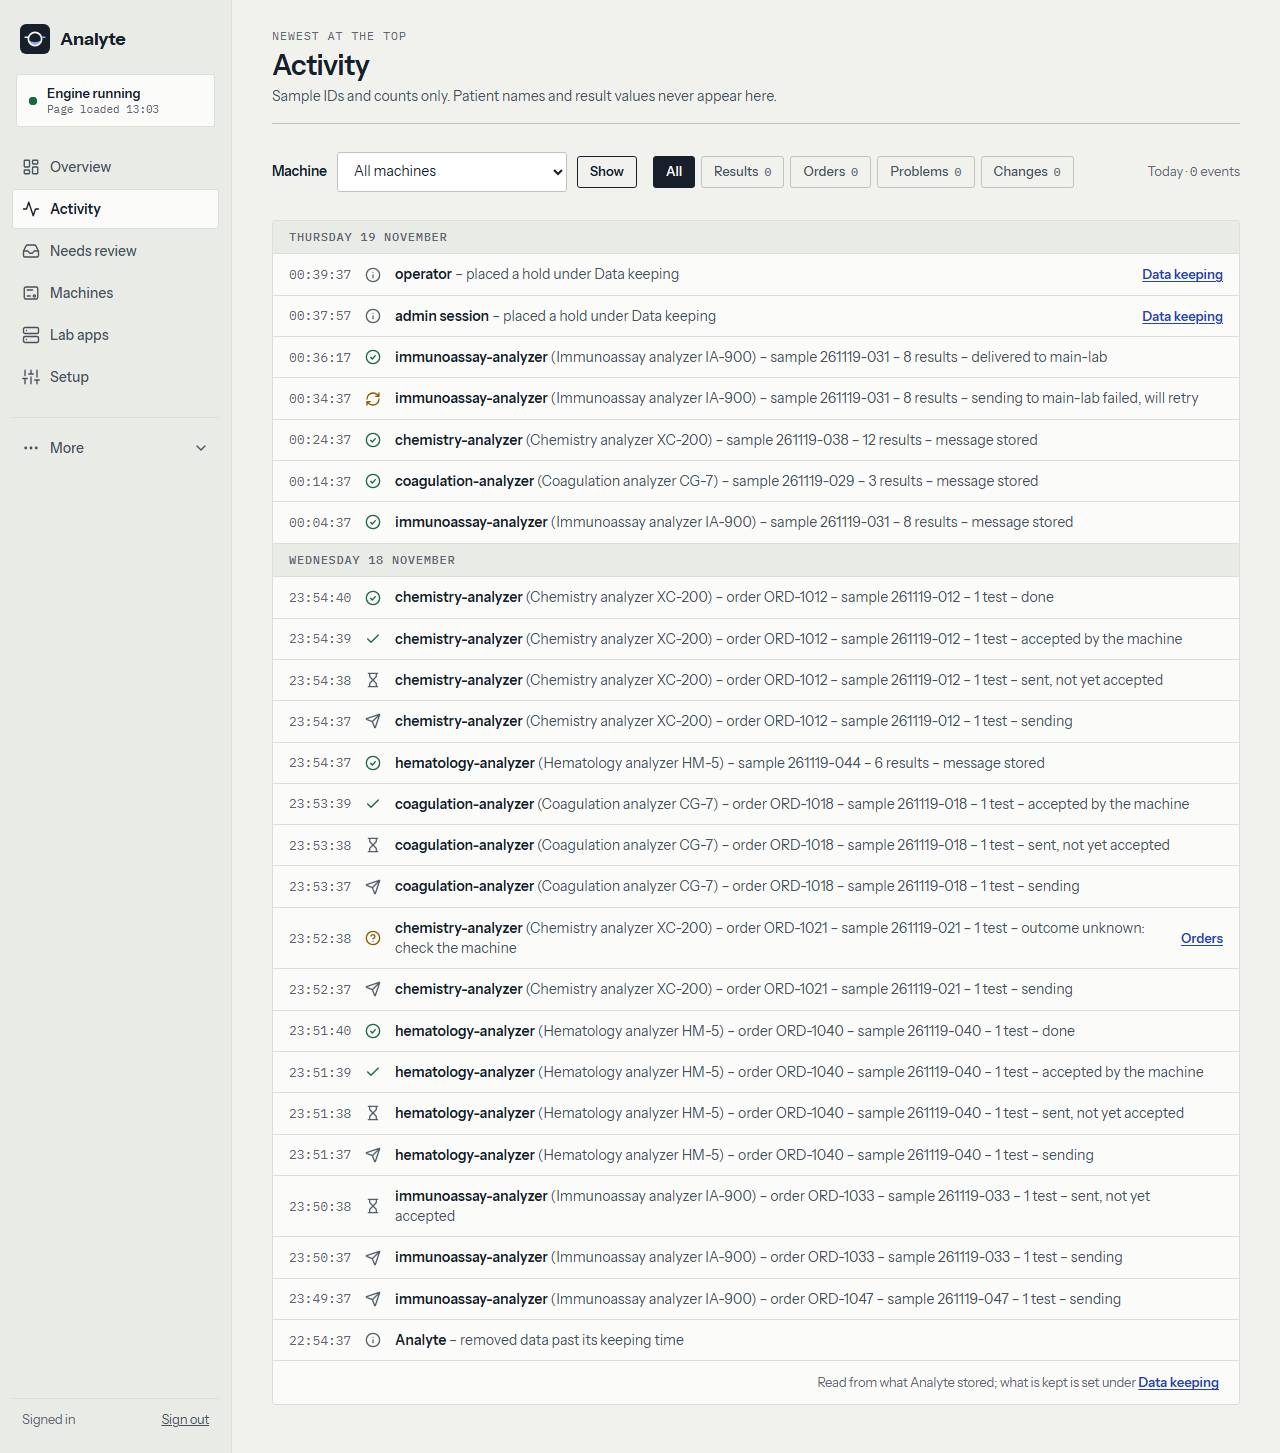 Analyte
Engine running
Page loaded 13:03
Overview
Activity
Needs review
Machines
Lab apps
Setup
More
Signed in
Sign out
NEWEST AT THE TOP
Activity
Sample IDs and counts only. Patient names and result values never appear here.
Machine All machines Show All Results 0 Orders 0 Problems 0 Changes 0 Today · 0 events
THURSDAY 19 NOVEMBER
00:39:37 operator – placed a hold under Data keeping Data keeping
00:37:57 admin session – placed a hold under Data keeping Data keeping
00:36:17 immunoassay-analyzer (Immunoassay analyzer IA-900) – sample 261119-031 – 8 results – delivered to main-lab
00:34:37 immunoassay-analyzer (Immunoassay analyzer IA-900) – sample 261119-031 – 8 results – sending to main-lab failed, will retry
00:24:37 chemistry-analyzer (Chemistry analyzer XC-200) – sample 261119-038 – 12 results – message stored
00:14:37 coagulation-analyzer (Coagulation analyzer CG-7) – sample 261119-029 – 3 results – message stored
00:04:37 immunoassay-analyzer (Immunoassay analyzer IA-900) – sample 261119-031 – 8 results – message stored
WEDNESDAY 18 NOVEMBER
23:54:40 chemistry-analyzer (Chemistry analyzer XC-200) – order ORD-1012 – sample 261119-012 – 1 test – done
23:54:39 chemistry-analyzer (Chemistry analyzer XC-200) – order ORD-1012 – sample 261119-012 – 1 test – accepted by the machine
23:54:38 chemistry-analyzer (Chemistry analyzer XC-200) – order ORD-1012 – sample 261119-012 – 1 test – sent, not yet accepted
23:54:37 chemistry-analyzer (Chemistry analyzer XC-200) – order ORD-1012 – sample 261119-012 – 1 test – sending
23:54:37 hematology-analyzer (Hematology analyzer HM-5) – sample 261119-044 – 6 results – message stored
23:53:39 coagulation-analyzer (Coagulation analyzer CG-7) – order ORD-1018 – sample 261119-018 – 1 test – accepted by the machine
23:53:38 coagulation-analyzer (Coagulation analyzer CG-7) – order ORD-1018 – sample 261119-018 – 1 test – sent, not yet accepted
23:53:37 coagulation-analyzer (Coagulation analyzer CG-7) – order ORD-1018 – sample 261119-018 – 1 test – sending
23:52:38 chemistry-analyzer (Chemistry analyzer XC-200) – order ORD-1021 – sample 261119-021 – 1 test – outcome unknown:
check the machine Orders
23:52:37 chemistry-analyzer (Chemistry analyzer XC-200) – order ORD-1021 – sample 261119-021 – 1 test – sending
23:51:40 hematology-analyzer (Hematology analyzer HM-5) – order ORD-1040 – sample 261119-040 – 1 test – done
23:51:39 hematology-analyzer (Hematology analyzer HM-5) – order ORD-1040 – sample 261119-040 – 1 test – accepted by the machine
23:51:38 hematology-analyzer (Hematology analyzer HM-5) – order ORD-1040 – sample 261119-040 – 1 test – sent, not yet accepted
23:51:37 hematology-analyzer (Hematology analyzer HM-5) – order ORD-1040 – sample 261119-040 – 1 test – sending
23:50:38 immunoassay-analyzer (Immunoassay analyzer IA-900) – order ORD-1033 – sample 261119-033 – 1 test – sent, not yet
accepted
23:50:37 immunoassay-analyzer (Immunoassay analyzer IA-900) – order ORD-1033 – sample 261119-033 – 1 test – sending
23:49:37 immunoassay-analyzer (Immunoassay analyzer IA-900) – order ORD-1047 – sample 261119-047 – 1 test – sending
22:54:37 Analyte – removed data past its keeping time
Read from what Analyte stored; what is kept is set under Data keeping